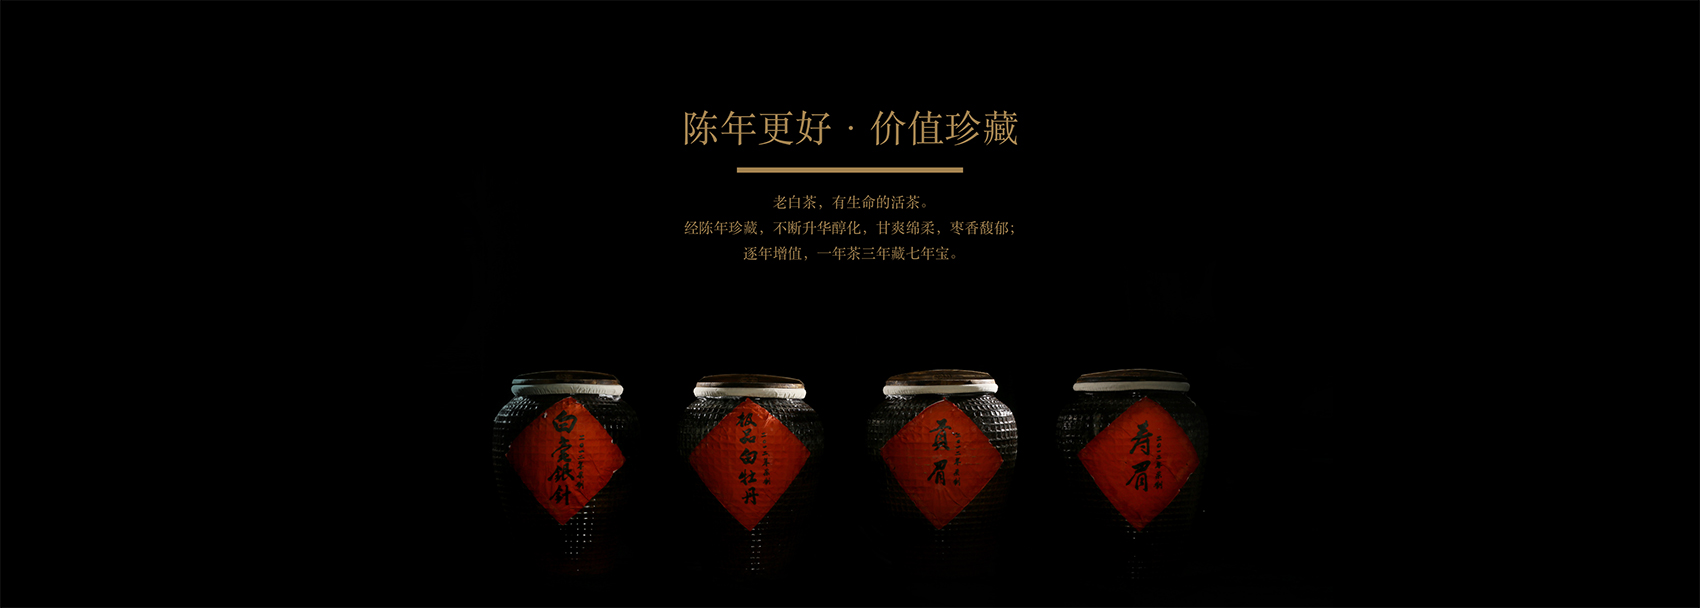 陈年更好 · 价值珍藏
老白茶，有生命的活茶。
经陈年珍藏，不断升华醇化，甘爽绵柔，枣香馥郁；
逐年增值，一年茶三年藏七年宝。
白毫银针
极品白牡丹
贡眉
寿眉